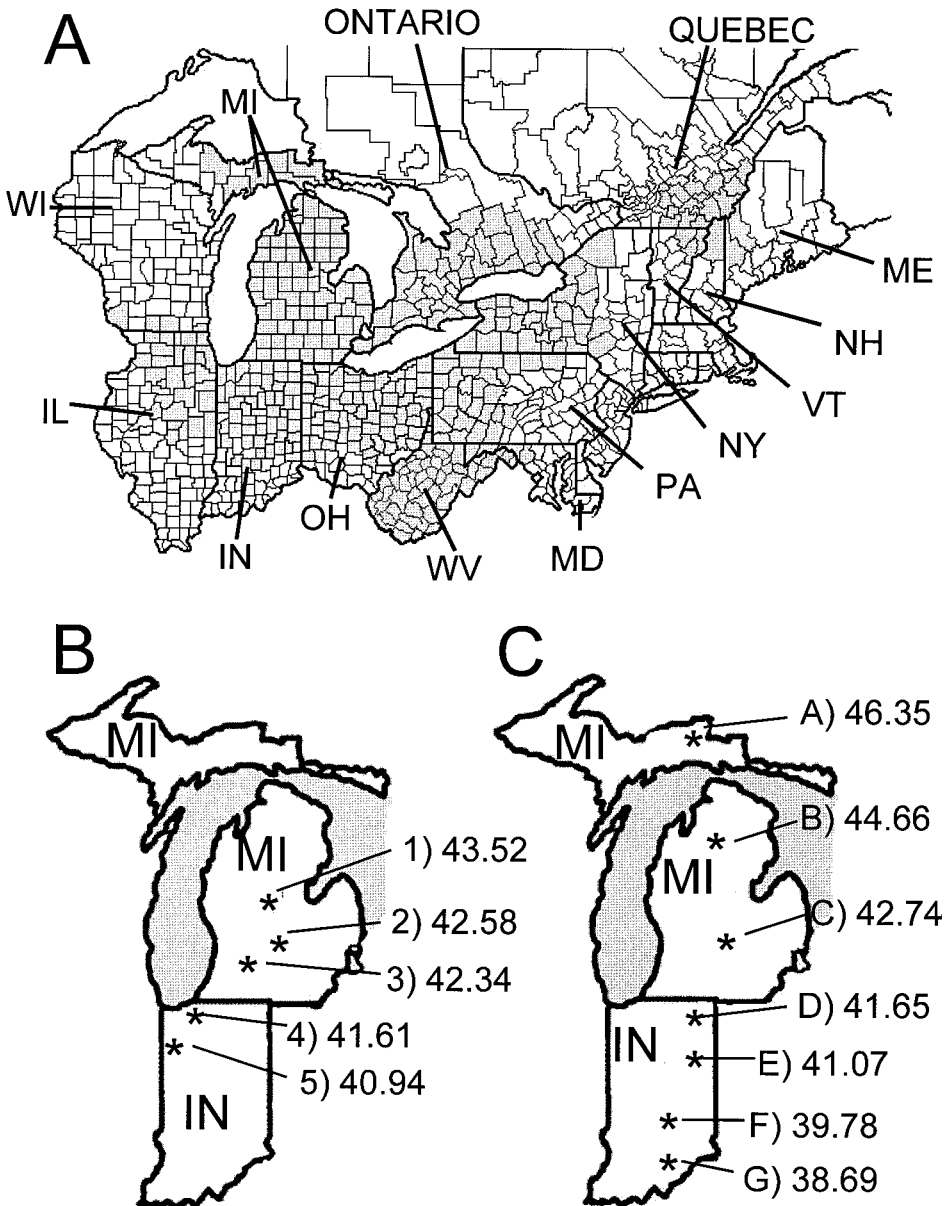 A
ONTARIO
QUEBEC
MI
WI
ME
NH
IL
VT
NY
PA
OH
IN
WV
MD
B
C
MI
A) 46.35
MI
MI
1) 43.52
B) 44.66
MI
2) 42.58
C) 42.74
3) 42.34
4) 41.61
D) 41.65
IN
5) 40.94
E) 41.07
IN
F) 39.78
G) 38.69